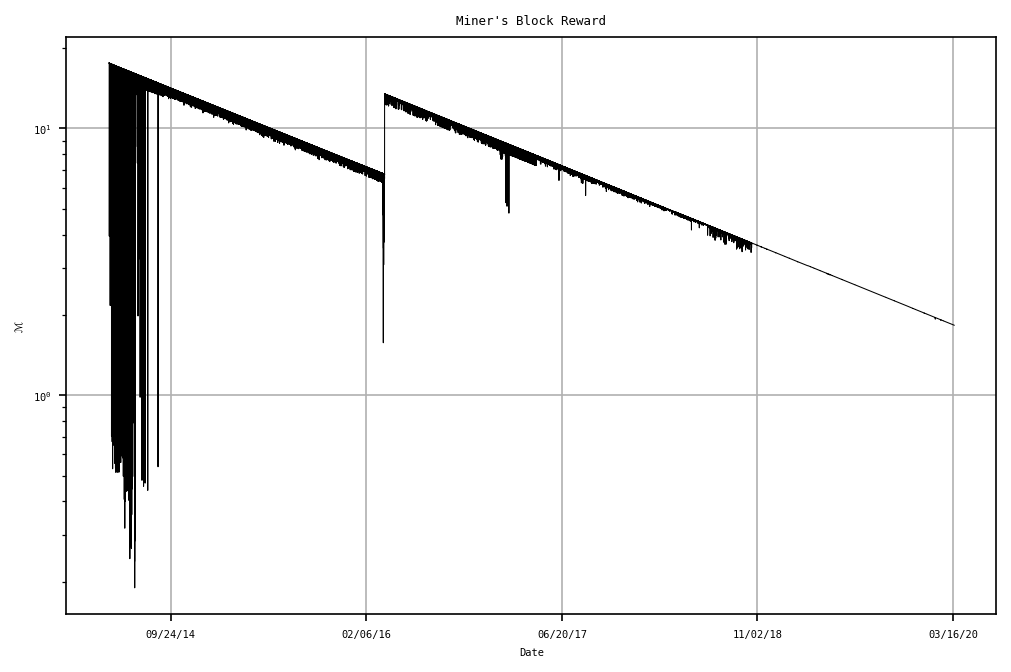 Miner's Block Reward
10¹
10⁰
ℳ
09/24/14
02/06/16
06/20/17
11/02/18
03/16/20
Date